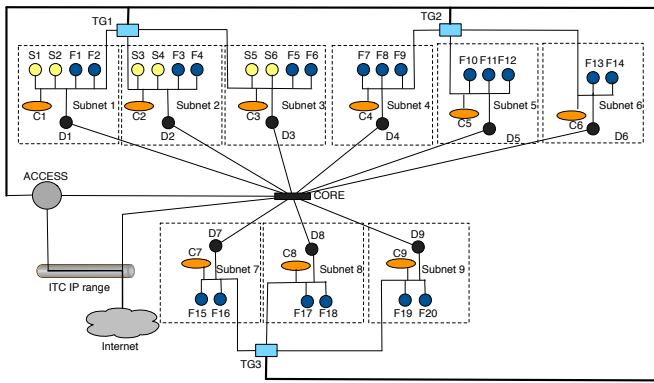 TG1 TG2
S1 S2 F1 F2 S3 S4 F3 F4 S5 S6 F5 F6 F7 F8 F9 F10 F11 F12 F13 F14
Subnet 1 Subnet 2 Subnet 3 Subnet 4 Subnet 5 Subnet 6
C1 C2 C3 C4 C5 C6
D1 D2 D3 D4 D5 D6
ACCESS
CORE
D7 D8 D9
C7 C8 C9
Subnet 7 Subnet 8 Subnet 9
ITC IP range
F15 F16 F17 F18 F19 F20
Internet
TG3